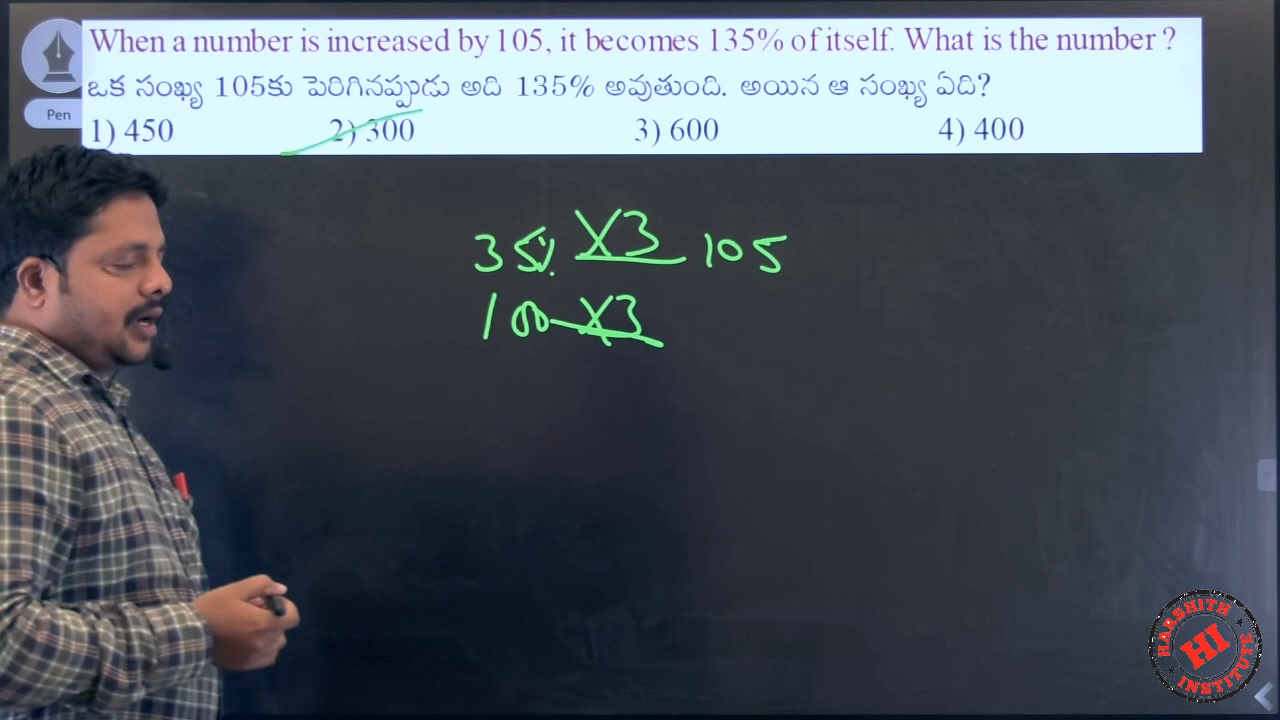 When a number is increased by 105, it becomes 135% of itself. What is the number ?
ఒక సంఖ్య 105కు పెరిగినప్పుడు అది 135% అవుతుంది. అయిన ఆ సంఖ్య ఏది?
Pen
1) 450 2) 300 3) 600 4) 400
35% X3 105
100 X3
HARSHITH
HI
INSTITUTE